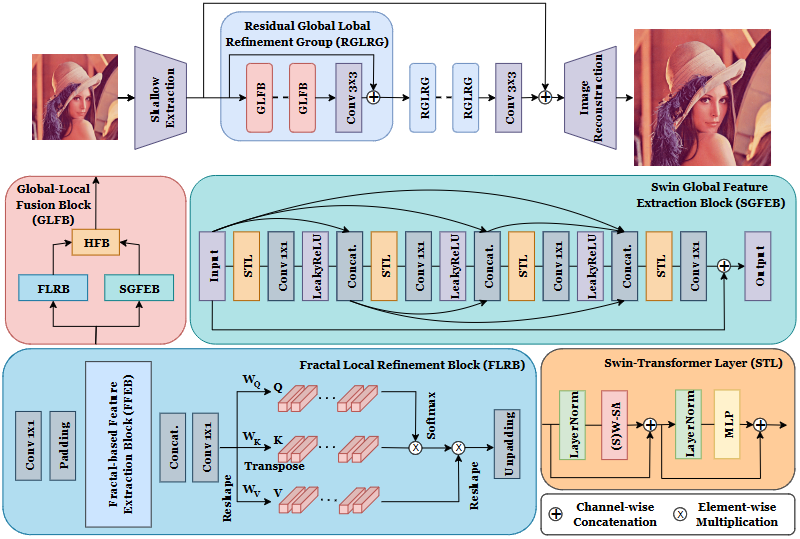 Residual Global Lobal
Refinement Group (RGLRG)
Shallow
Extraction
GLFB
GLFB
Conv 3x3
RGLRG
RGLRG
Conv 3x3
Image
Reconstruction
Global-Local
Fusion Block
(GLFB)
HFB
FLRB
SGFEB
Swin Global Feature
Extraction Block (SGFEB)
Input
STL
Conv 1x1
LeakyReLU
Concat.
STL
Conv 1x1
LeakyReLU
Concat.
STL
Conv 1x1
LeakyReLU
Concat.
STL
Conv 1x1
Output
Fractal Local Refinement Block (FLRB)
Conv 1x1
Padding
Fractal-based Feature
Extraction Block (FFEB)
Concat.
Conv 1x1
Reshape
WQ
Q
WK
K
Transpose
WV
V
Softmax
Reshape
Unpadding
Swin-Transformer Layer (STL)
LayerNorm
(S)W-SA
LayerNorm
MLP
Channel-wise
Concatenation
Element-wise
Multiplication